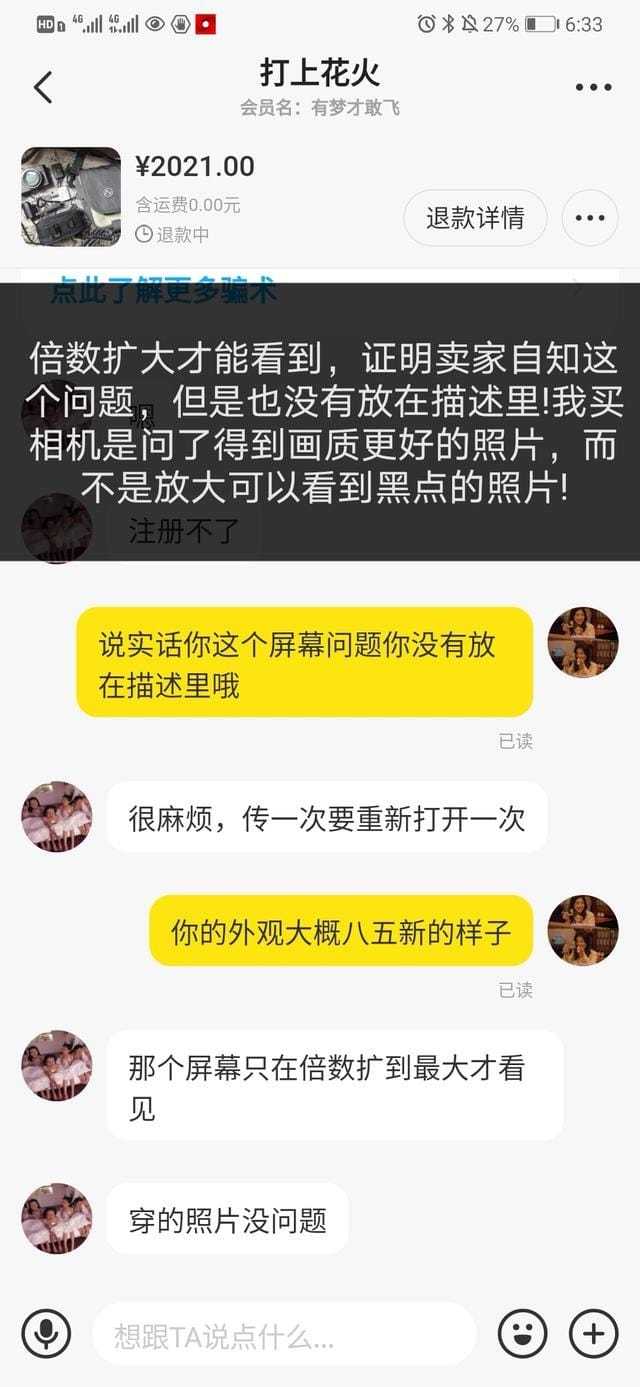 HD 1 4G 4G 27% 6:33
打上花火
会员名：有梦才敢飞
¥2021.00
含运费0.00元
退款中
退款详情
点此了解更多骗术
倍数扩大才能看到，证明卖家自知这
个问题，但是也没有放在描述里!我买
相机是问了得到画质更好的照片，而
不是放大可以看到黑点的照片!
嗯
注册不了
说实话你这个屏幕问题你没有放
在描述里哦
已读
很麻烦，传一次要重新打开一次
你的外观大概八五新的样子
已读
那个屏幕只在倍数扩到最大才看
见
穿的照片没问题
想跟TA说点什么...